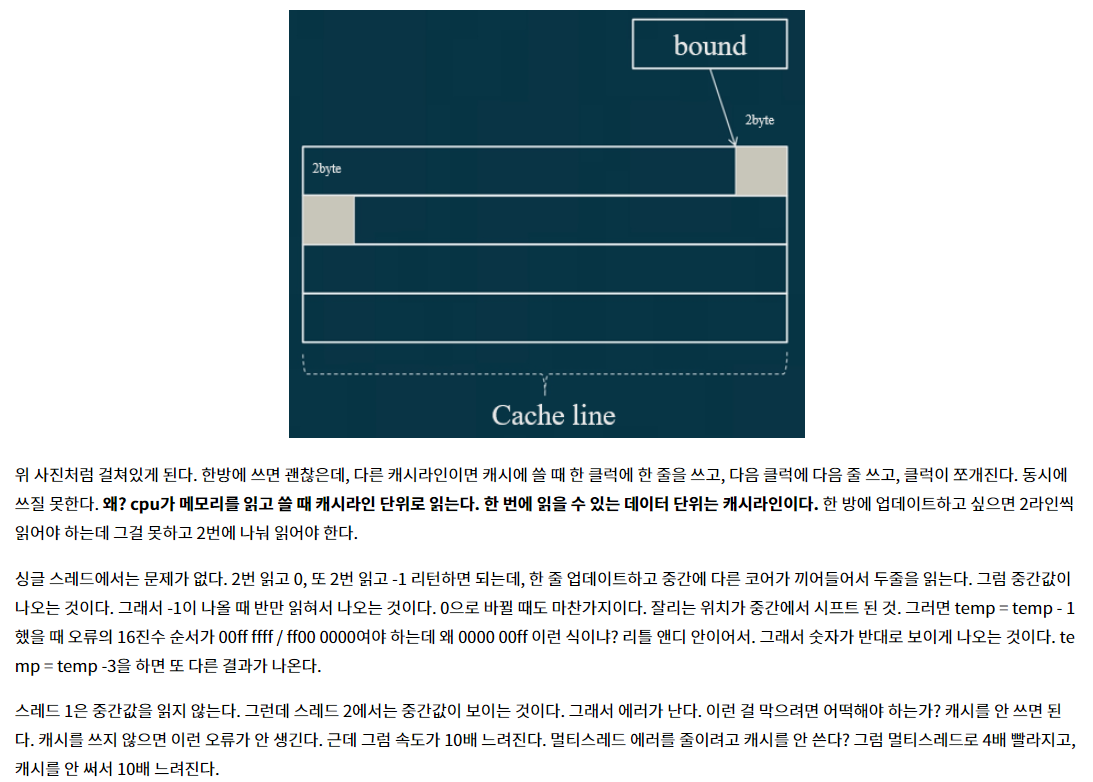 bound
2byte
2byte
Cache line
위 사진처럼 걸쳐있게 된다. 한방에 쓰면 괜찮은데, 다른 캐시라인이면 캐시에 쓸 때 한 클럭에 한 줄을 쓰고, 다음 클럭에 다음 줄 쓰고, 클럭이 쪼개진다. 동시에
쓰질 못한다. 왜? cpu가 메모리를 읽고 쓸 때 캐시라인 단위로 읽는다. 한 번에 읽을 수 있는 데이터 단위는 캐시라인이다. 한 방에 업데이트하고 싶으면 2라인씩
읽어야 하는데 그걸 못하고 2번에 나눠 읽어야 한다.
싱글 스레드에서는 문제가 없다. 2번 읽고 0, 또 2번 읽고 -1 리턴하면 되는데, 한 줄 업데이트하고 중간에 다른 코어가 끼어들어서 두줄을 읽는다. 그럼 중간값이
나오는 것이다. 그래서 -1이 나올 때 반만 읽혀서 나오는 것이다. 0으로 바뀔 때도 마찬가지이다. 잘리는 위치가 중간에서 시프트 된 것. 그러면 temp = temp - 1
했을 때 오류의 16진수 순서가 00ff ffff / ff00 0000여야 하는데 왜 0000 00ff 이런 식이냐? 리틀 앤디 안이어서. 그래서 숫자가 반대로 보이게 나오는 것이다. te
mp = temp -3을 하면 또 다른 결과가 나온다.
스레드 1은 중간값을 읽지 않는다. 그런데 스레드 2에서는 중간값이 보이는 것이다. 그래서 에러가 난다. 이런 걸 막으려면 어떡해야 하는가? 캐시를 안 쓰면 된
다. 캐시를 쓰지 않으면 이런 오류가 안 생긴다. 근데 그럼 속도가 10배 느려진다. 멀티스레드 에러를 줄이려고 캐시를 안 쓴다? 그럼 멀티스레드로 4배 빨라지고,
캐시를 안 써서 10배 느려진다.